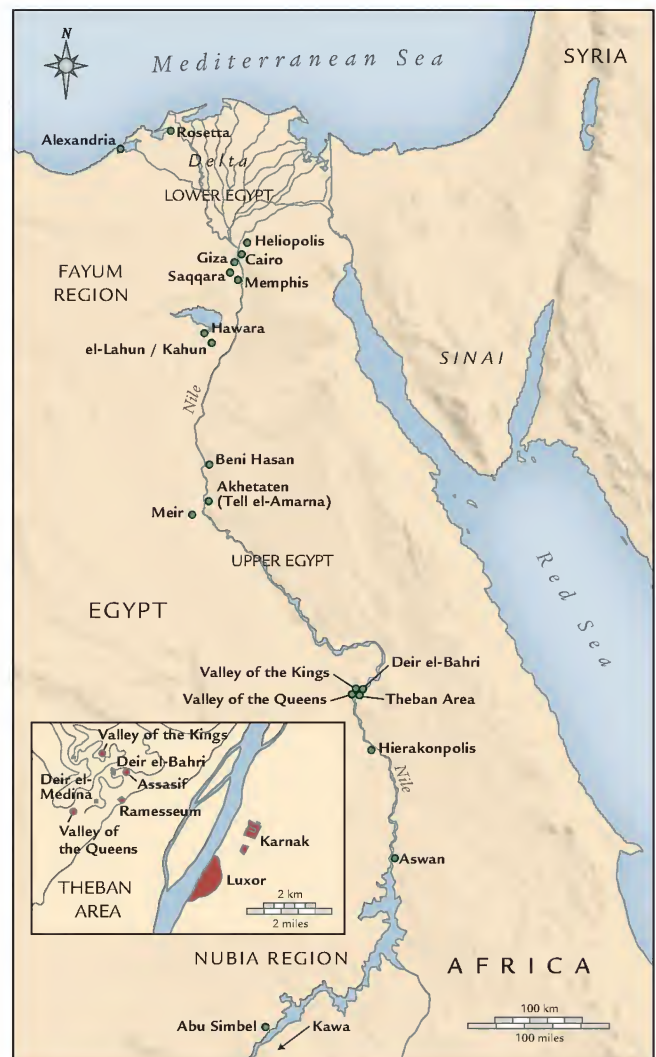 N
Mediterranean Sea
SYRIA
Alexandria
Rosetta
Delta
LOWER EGYPT
Heliopolis
Giza
Cairo
Saqqara
Memphis
FAYUM
REGION
Hawara
el-Lahun / Kahun
SINAI
Nile
Beni Hasan
Akhetaten
(Tell el-Amarna)
Meir
UPPER EGYPT
Red Sea
EGYPT
Deir el-Bahri
Valley of the Kings
Valley of the Queens
Theban Area
Hierakonpolis
Nile
Valley of the Kings
Deir el-Bahri
Deir el-
Medina
Assasif
Ramesseum
Valley of
the Queens
Karnak
Luxor
THEBAN
AREA
2 km
2 miles
Aswan
NUBIA REGION
AFRICA
Abu Simbel
Kawa
100 km
100 miles